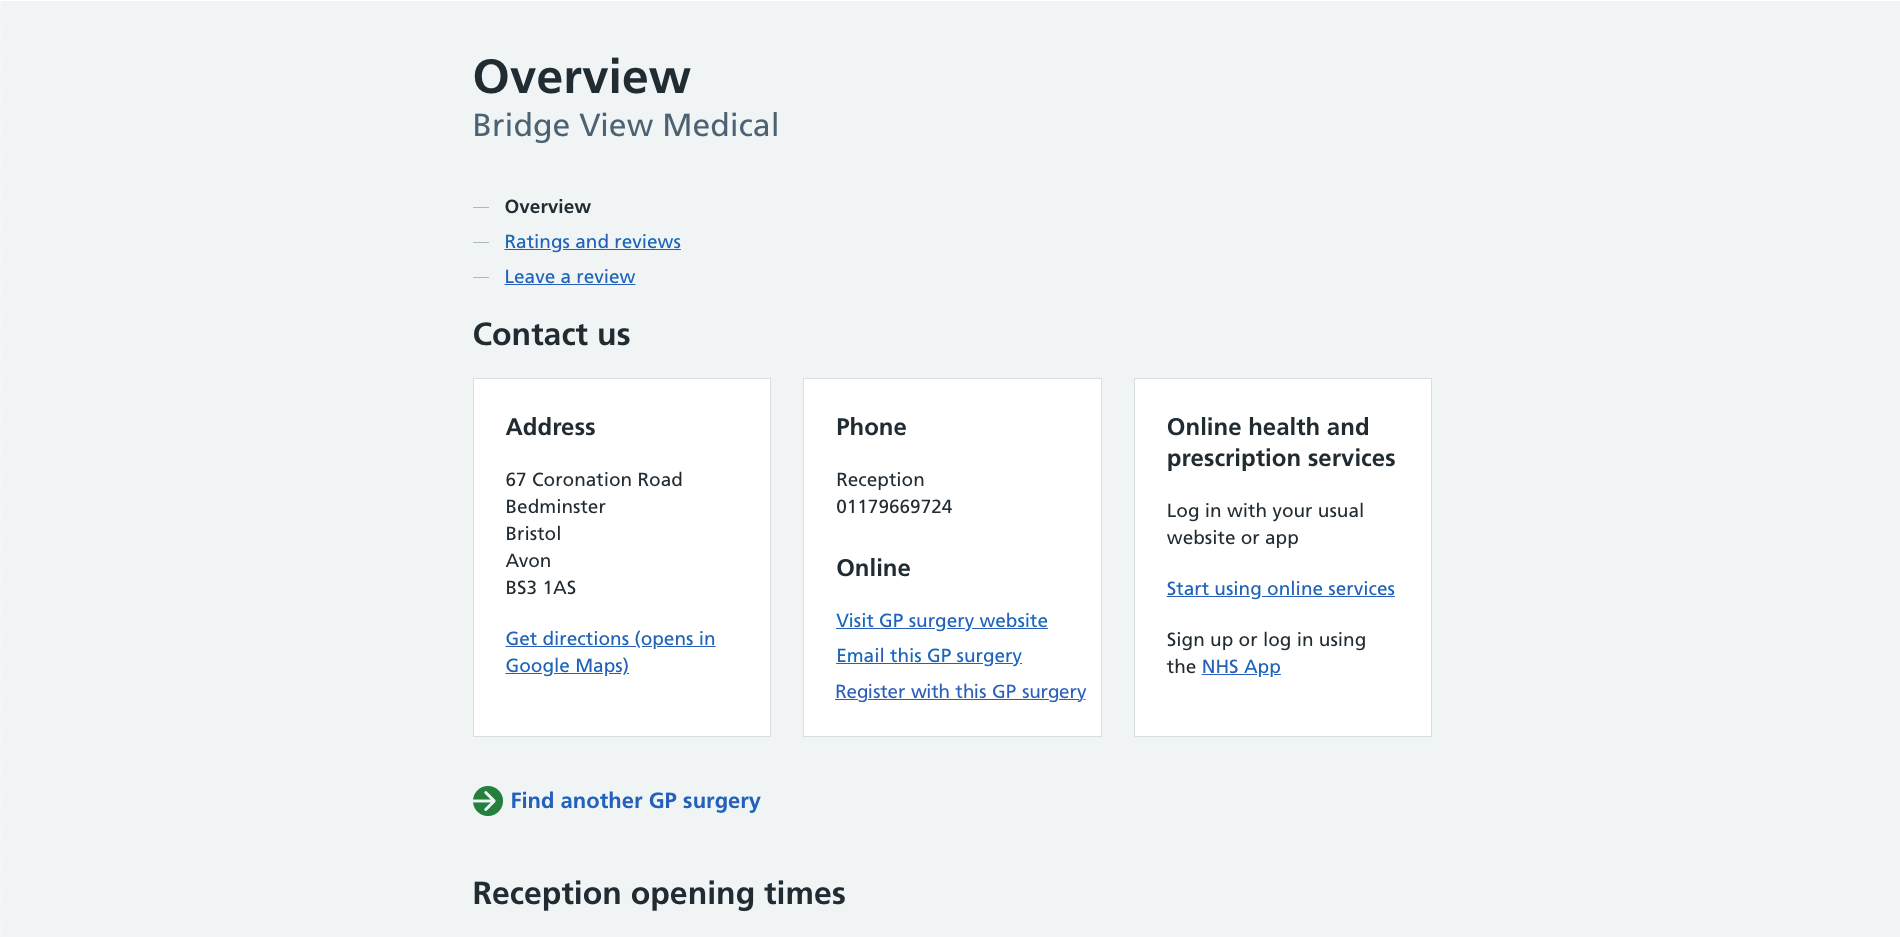 Overview
Bridge View Medical
Overview
Ratings and reviews
Leave a review
Contact us
Address
67 Coronation Road
Bedminster
Bristol
Avon
BS3 1AS
Get directions (opens in
Google Maps)
Phone
Reception
01179669724
Online
Visit GP surgery website
Email this GP surgery
Register with this GP surgery
Online health and
prescription services
Log in with your usual
website or app
Start using online services
Sign up or log in using
the NHS App
Find another GP surgery
Reception opening times